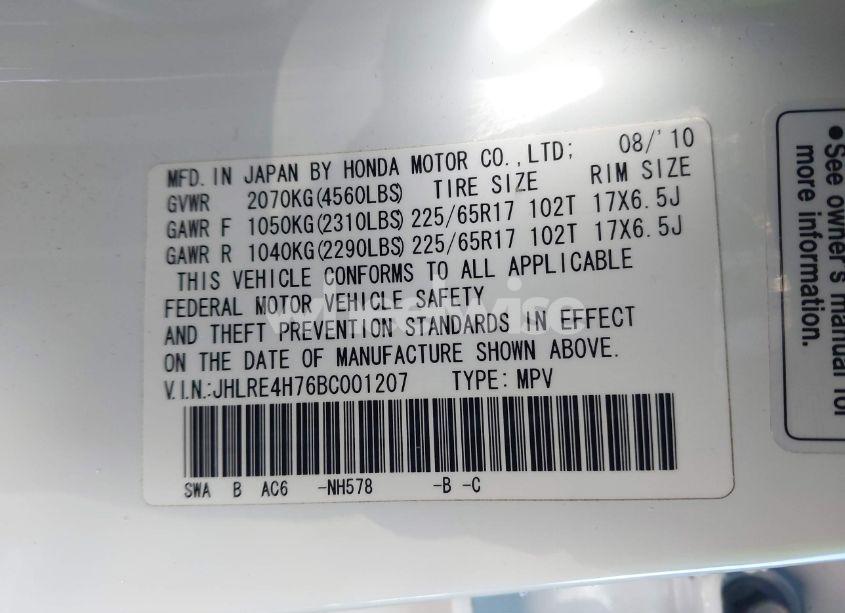 MFD. IN JAPAN BY HONDA MOTOR CO.,LTD; 08/'10
GVWR 2070KG(4560LBS) TIRE SIZE RIM SIZE
GAWR F 1050KG(2310LBS) 225/65R17 102T 17X6.5J
GAWR R 1040KG(2290LBS) 225/65R17 102T 17X6.5J
THIS VEHICLE CONFORMS TO ALL APPLICABLE
FEDERAL MOTOR VEHICLE SAFETY
AND THEFT PREVENTION STANDARDS IN EFFECT
ON THE DATE OF MANUFACTURE SHOWN ABOVE.
V.I.N.:JHLRE4H76BC001207 TYPE: MPV
SWA B AC6 -NH578 -B -C
•See owner's manual for
more information.